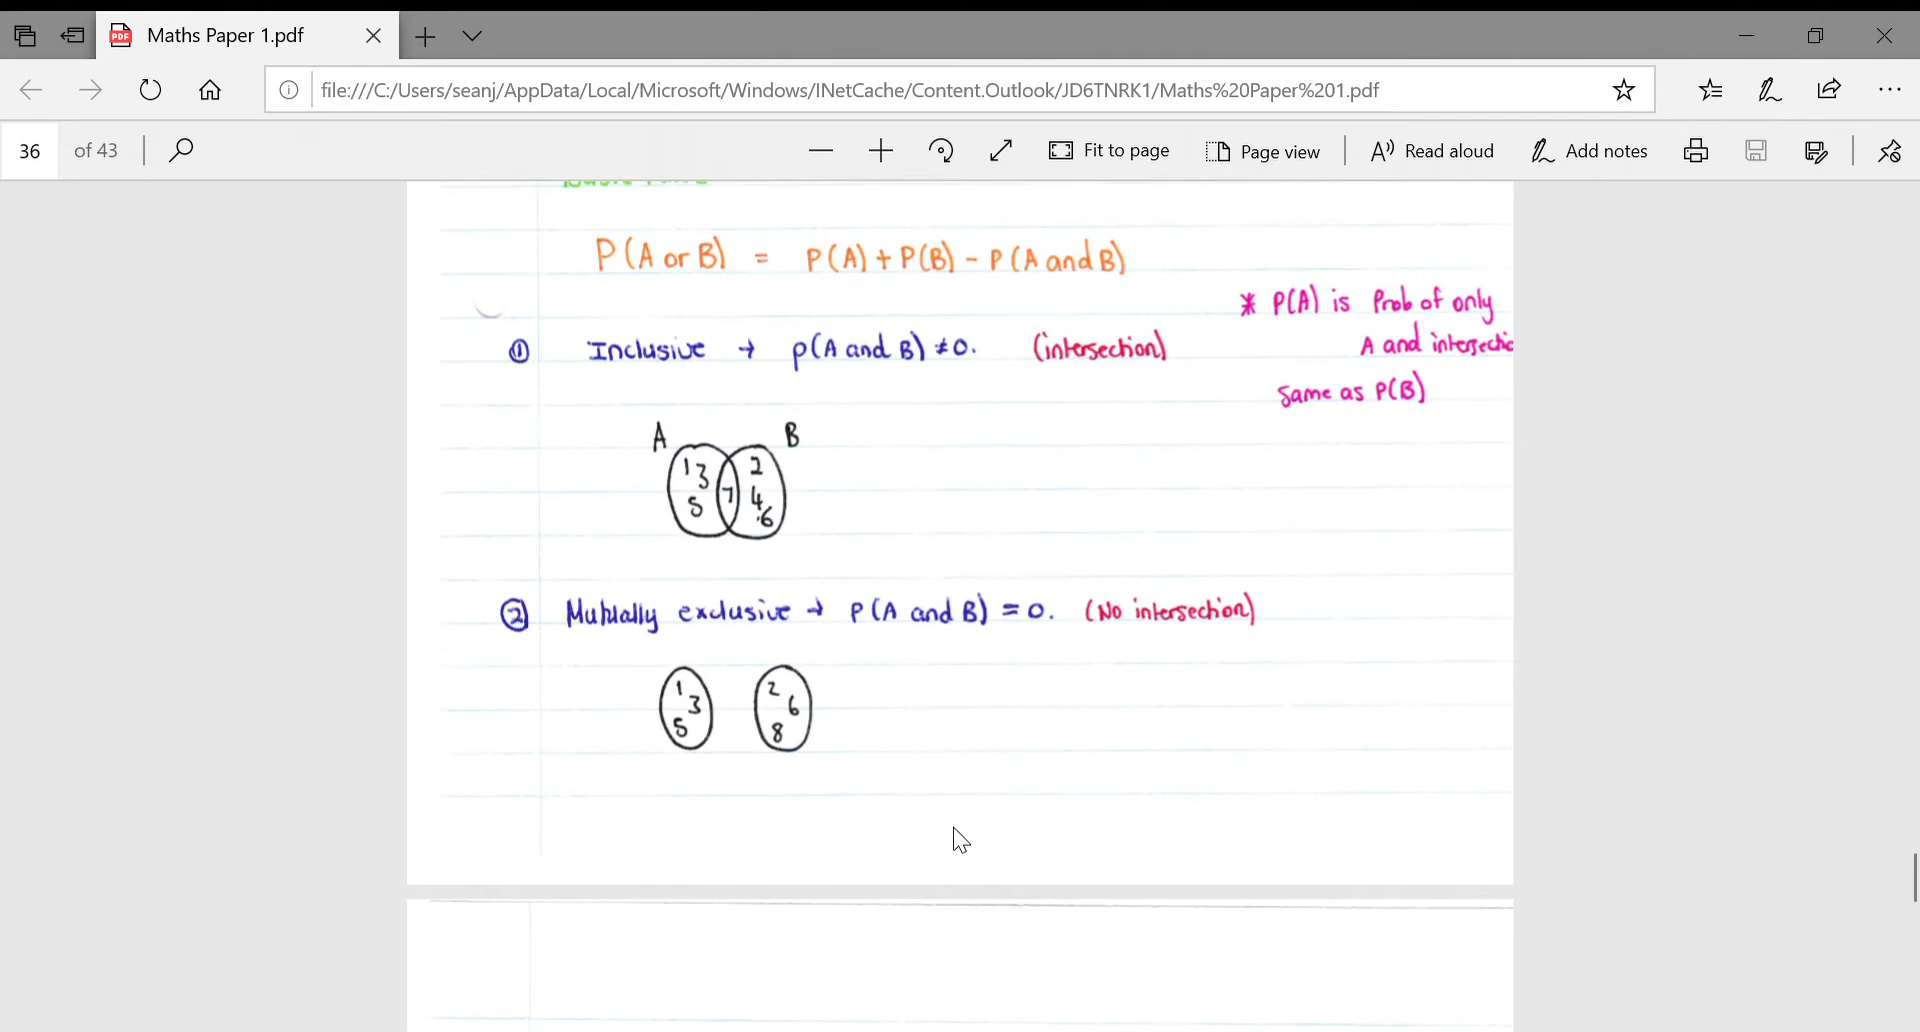 Maths Paper 1.pdf
file:///C:/Users/seanj/AppData/Local/Microsoft/Windows/INetCache/Content.Outlook/JD6TNRK1/Maths%20Paper%201.pdf
36 of 43 Fit to page Page view Read aloud Add notes
P(A or B) = P(A) + P(B) - P(A and B)
* P(A) is Prob of only
A and intersectio
Same as P(B)
① Inclusive → p(A and B) ≠ 0. (intersection)
A B
1 3 5 7 2 4 6
② Mutually exclusive → P(A and B) = 0. (No intersection)
1 3 5 2 6 8